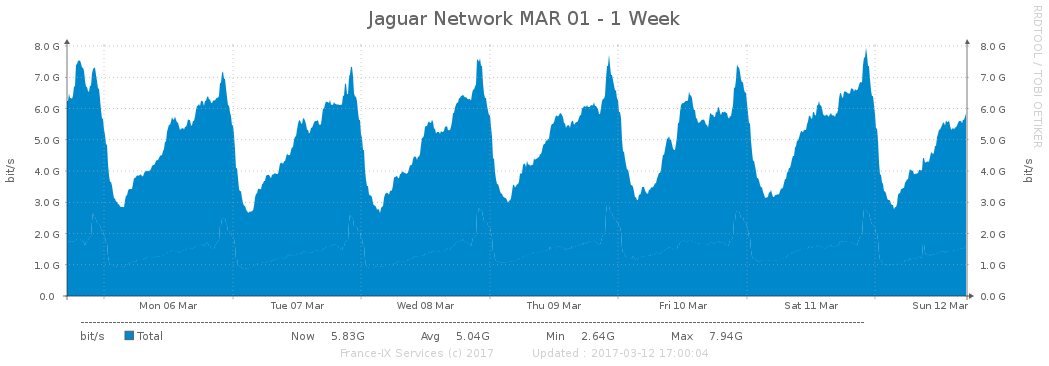 Jaguar Network MAR 01 - 1 Week
RRDTOOL / TOBI OETIKER
8.0 G 8.0 G
7.0 G 7.0 G
6.0 G 6.0 G
5.0 G 5.0 G
4.0 G 4.0 G
3.0 G 3.0 G
2.0 G 2.0 G
1.0 G 1.0 G
0.0 0.0 G
bit/s
bit/s
Mon 06 Mar Tue 07 Mar Wed 08 Mar Thu 09 Mar Fri 10 Mar Sat 11 Mar Sun 12 Mar
bit/s Total Now 5.83G Avg 5.04G Min 2.64G Max 7.94G
France-IX Services (c) 2017 Updated : 2017-03-12 17:00:04